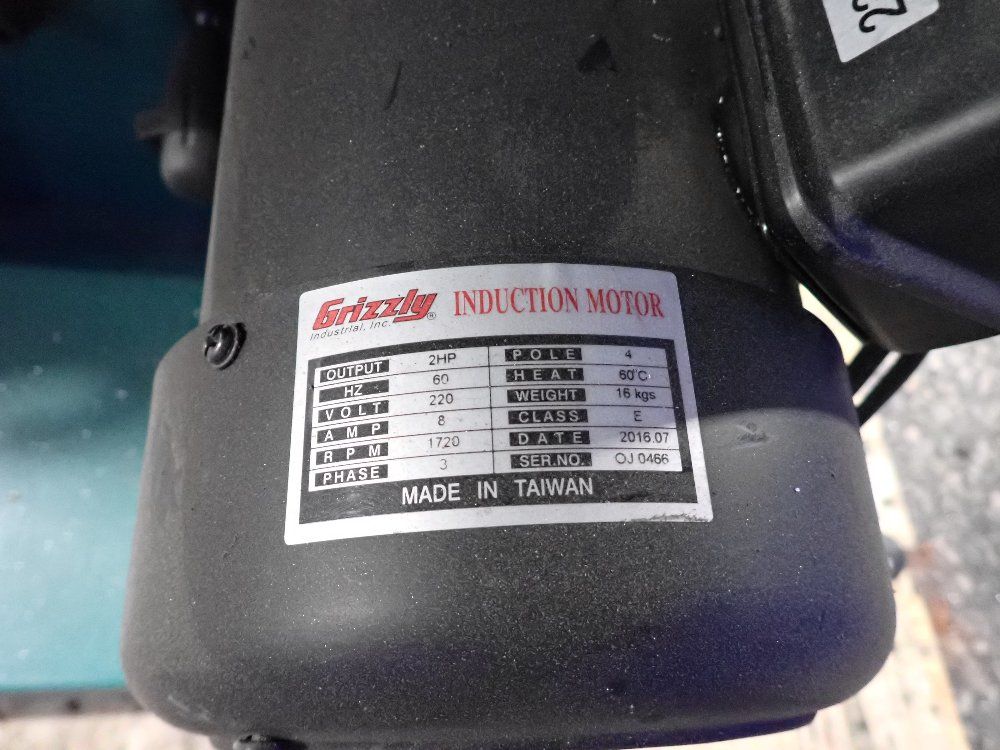 Grizzly® INDUCTION MOTOR
Industrial, Inc.
OUTPUT 2HP POLE 4
HZ 60 HEAT 60°C
VOLT 220 WEIGHT 16 kgs
AMP 8 CLASS E
RPM 1720 DATE 2016.07
PHASE 3 SER.NO. OJ 0466
MADE IN TAIWAN